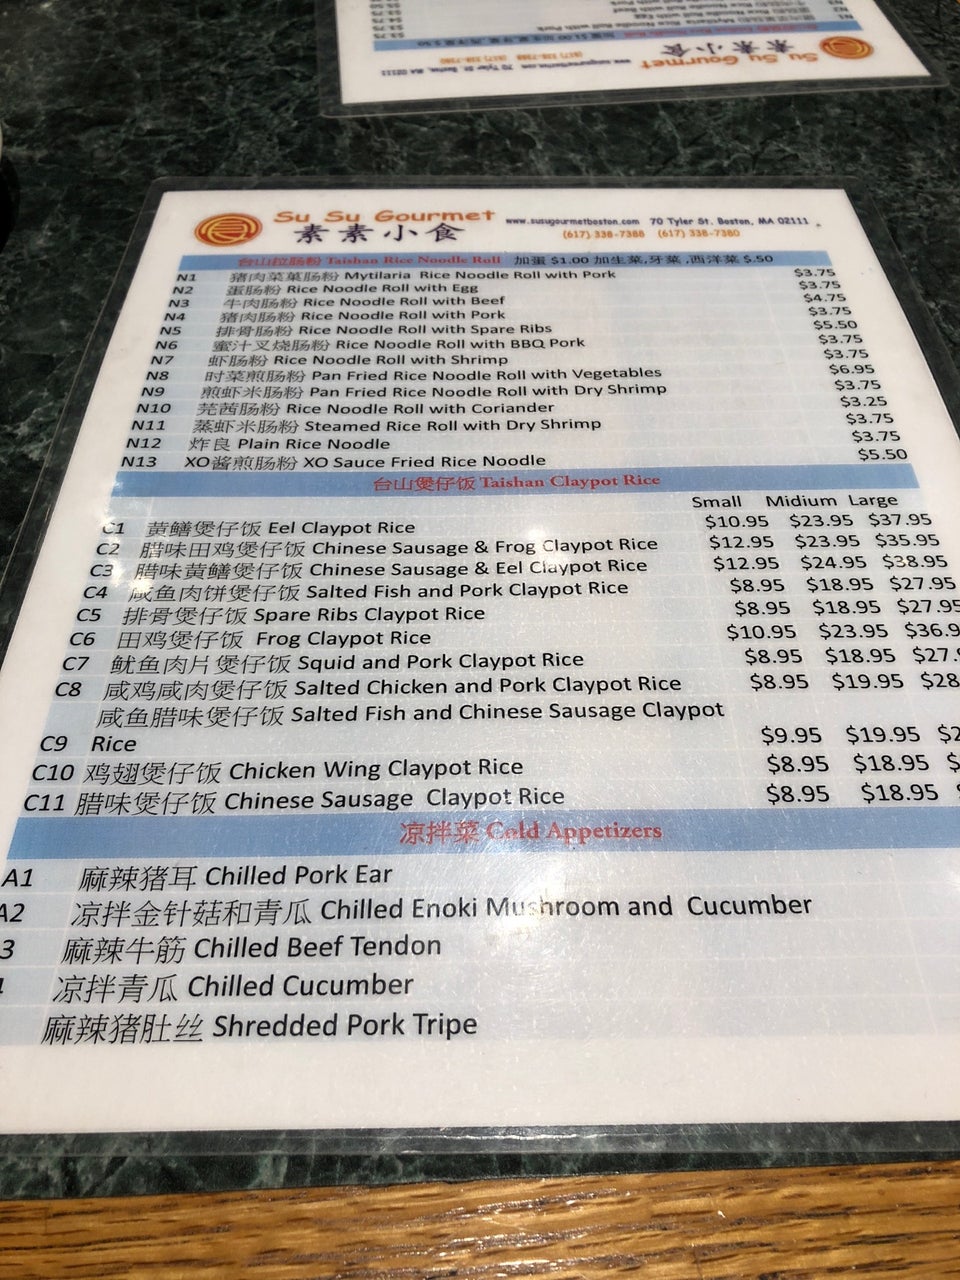 Su Su Gourmet
素素小食
www.susugourmetboston.com 70 Tyler St. Boston, MA 02111
(617) 338-7388 (617) 338-7380
台山拉肠粉 Taishan Rice Noodle Roll 加蛋 $1.00 加生菜,牙菜,西洋菜 $.50
N1 猪肉菜菓肠粉 Mytilaria Rice Noodle Roll with Pork $3.75
N2 蛋肠粉 Rice Noodle Roll with Egg $3.75
N3 牛肉肠粉 Rice Noodle Roll with Beef $4.75
N4 猪肉肠粉 Rice Noodle Roll with Pork $3.75
N5 排骨肠粉 Rice Noodle Roll with Spare Ribs $5.50
N6 蜜汁叉烧肠粉 Rice Noodle Roll with BBQ Pork $3.75
N7 虾肠粉 Rice Noodle Roll with Shrimp $3.75
N8 时菜煎肠粉 Pan Fried Rice Noodle Roll with Vegetables $6.95
N9 煎虾米肠粉 Pan Fried Rice Noodle Roll with Dry Shrimp $3.75
N10 芫茜肠粉 Rice Noodle Roll with Coriander $3.25
N11 蒸虾米肠粉 Steamed Rice Roll with Dry Shrimp $3.75
N12 炸良 Plain Rice Noodle $3.75
N13 XO酱煎肠粉 XO Sauce Fried Rice Noodle $5.50
台山煲仔饭 Taishan Claypot Rice
Small Midium Large
C1 黄鳝煲仔饭 Eel Claypot Rice $10.95 $23.95 $37.95
C2 腊味田鸡煲仔饭 Chinese Sausage & Frog Claypot Rice $12.95 $23.95 $35.95
C3 腊味黄鳝煲仔饭 Chinese Sausage & Eel Claypot Rice $12.95 $24.95 $38.95
C4 咸鱼肉饼煲仔饭 Salted Fish and Pork Claypot Rice $8.95 $18.95 $27.95
C5 排骨煲仔饭 Spare Ribs Claypot Rice $8.95 $18.95 $27.95
C6 田鸡煲仔饭 Frog Claypot Rice $10.95 $23.95 $36.9
C7 鱿鱼肉片煲仔饭 Squid and Pork Claypot Rice $8.95 $18.95 $27.
C8 咸鸡咸肉煲仔饭 Salted Chicken and Pork Claypot Rice $8.95 $19.95 $28
咸鱼腊味煲仔饭 Salted Fish and Chinese Sausage Claypot
C9 Rice $9.95 $19.95 $2
C10 鸡翅煲仔饭 Chicken Wing Claypot Rice $8.95 $18.95 $
C11 腊味煲仔饭 Chinese Sausage Claypot Rice $8.95 $18.95
凉拌菜 Cold Appetizers
A1 麻辣猪耳 Chilled Pork Ear
A2 凉拌金针菇和青瓜 Chilled Enoki Mushroom and Cucumber
3 麻辣牛筋 Chilled Beef Tendon
凉拌青瓜 Chilled Cucumber
麻辣猪肚丝 Shredded Pork Tripe